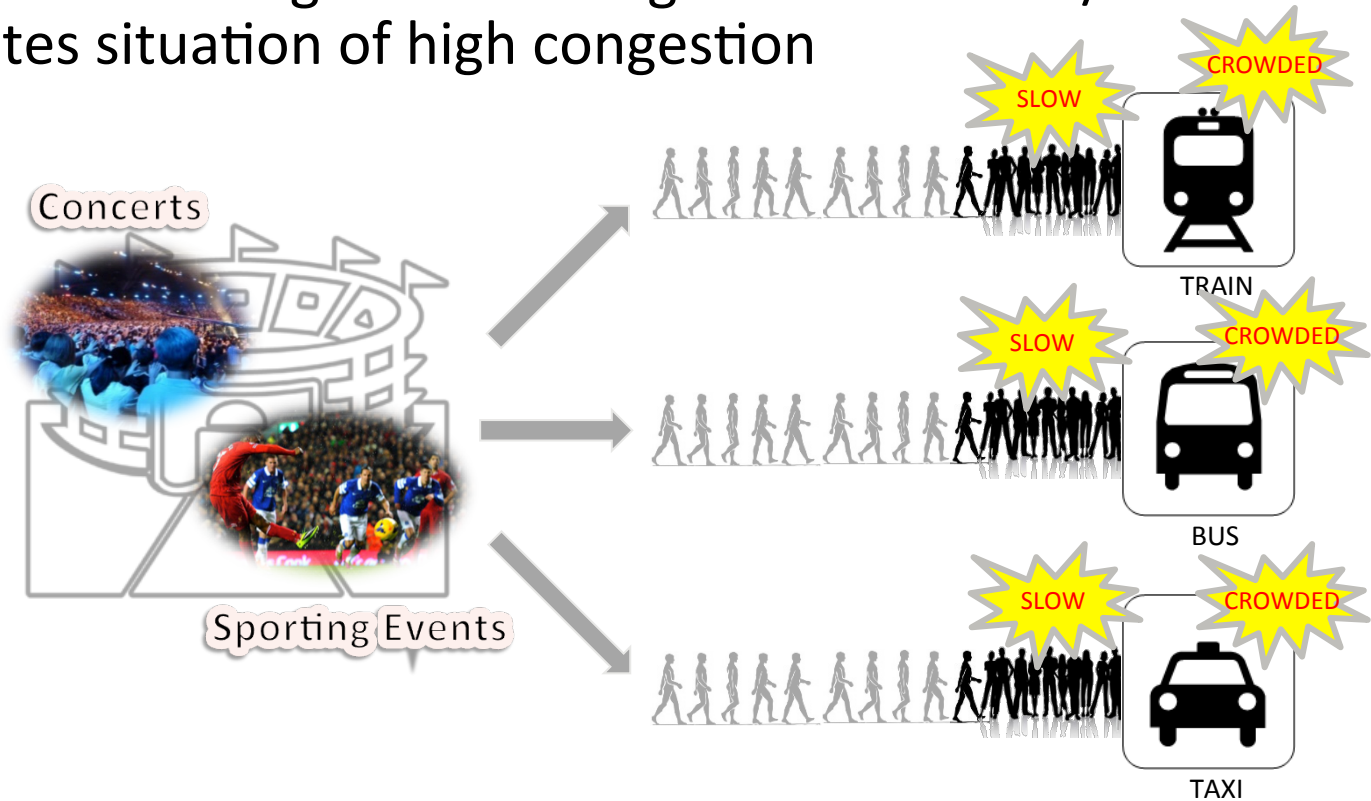 tes situation of high congestion
CROWDED
SLOW
Concerts
TRAIN
SLOW
CROWDED
BUS
SLOW
CROWDED
Sporting Events
TAXI